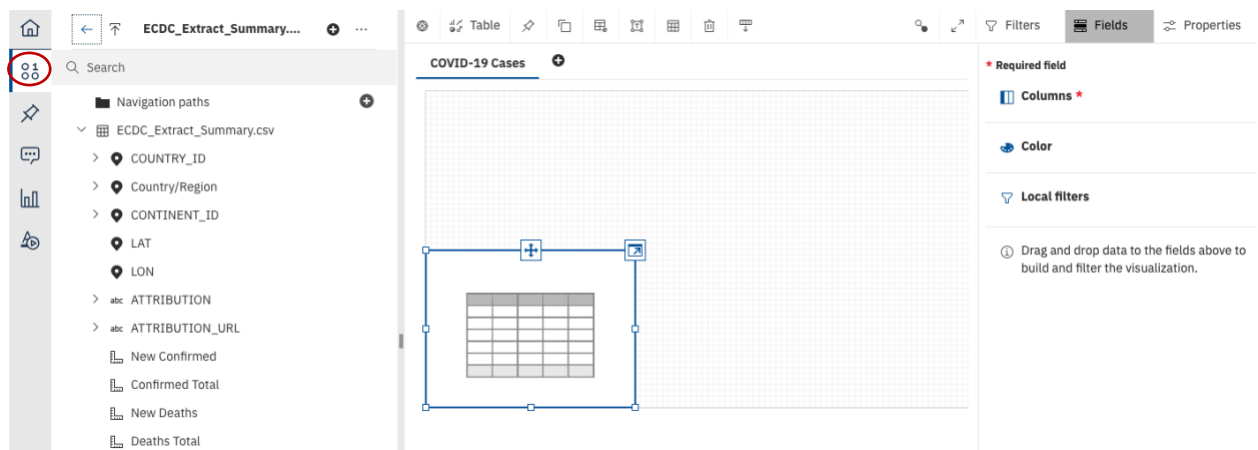 ECDC_Extract_Summary....
Search
Navigation paths
ECDC_Extract_Summary.csv
COUNTRY_ID
Country/Region
CONTINENT_ID
LAT
LON
abc ATTRIBUTION
abc ATTRIBUTION_URL
New Confirmed
Confirmed Total
New Deaths
Deaths Total
Table
COVID-19 Cases
Filters
Fields
Properties
* Required field
Columns *
Color
Local filters
Drag and drop data to the fields above to
build and filter the visualization.